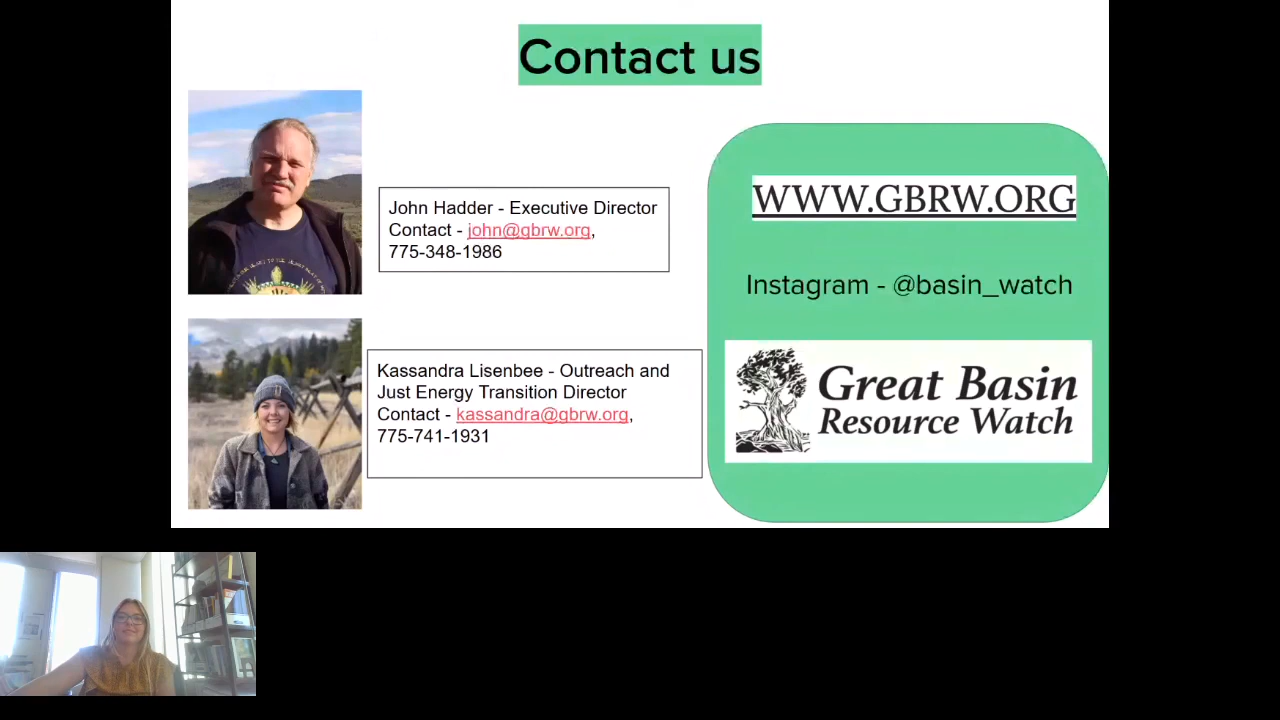 Contact us
John Hadder - Executive Director
Contact - john@gbrw.org,
775-348-1986
Kassandra Lisenbee - Outreach and
Just Energy Transition Director
Contact - kassandra@gbrw.org,
775-741-1931
WWW.GBRW.ORG
Instagram - @basin_watch
Great Basin
Resource Watch